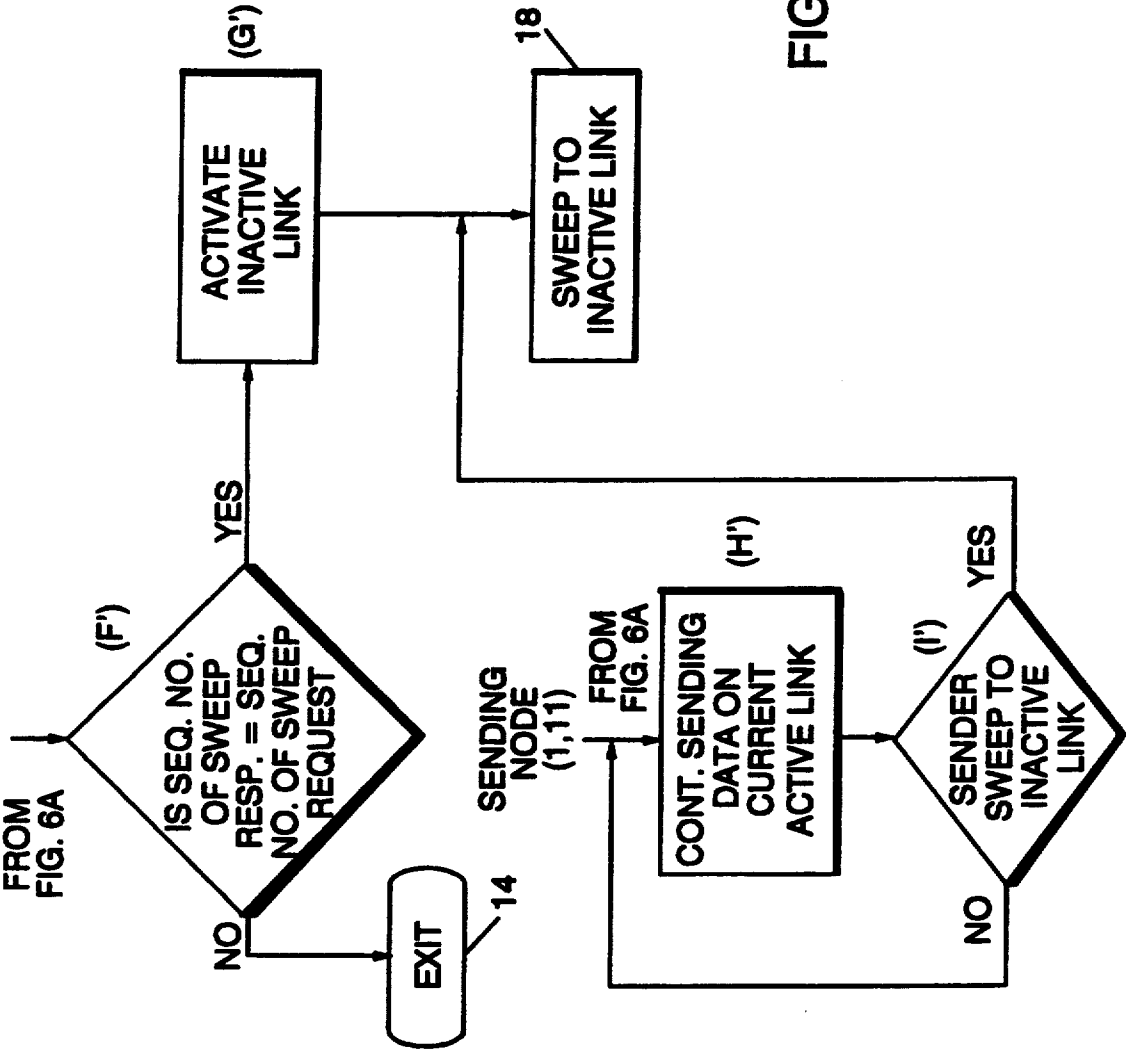 FROM
FIG. 6A
(F')
IS SEQ. NO.
OF SWEEP
RESP. = SEQ.
NO. OF SWEEP
REQUEST
NO
YES
EXIT
14
ACTIVATE
INACTIVE
LINK
(G')
SWEEP TO
INACTIVE LINK
18
SENDING
NODE
(1,11)
FROM
FIG. 6A
CONT. SENDING
DATA ON
CURRENT
ACTIVE LINK
(H')
(I')
SENDER
SWEEP TO
INACTIVE
LINK
NO
YES
FIG